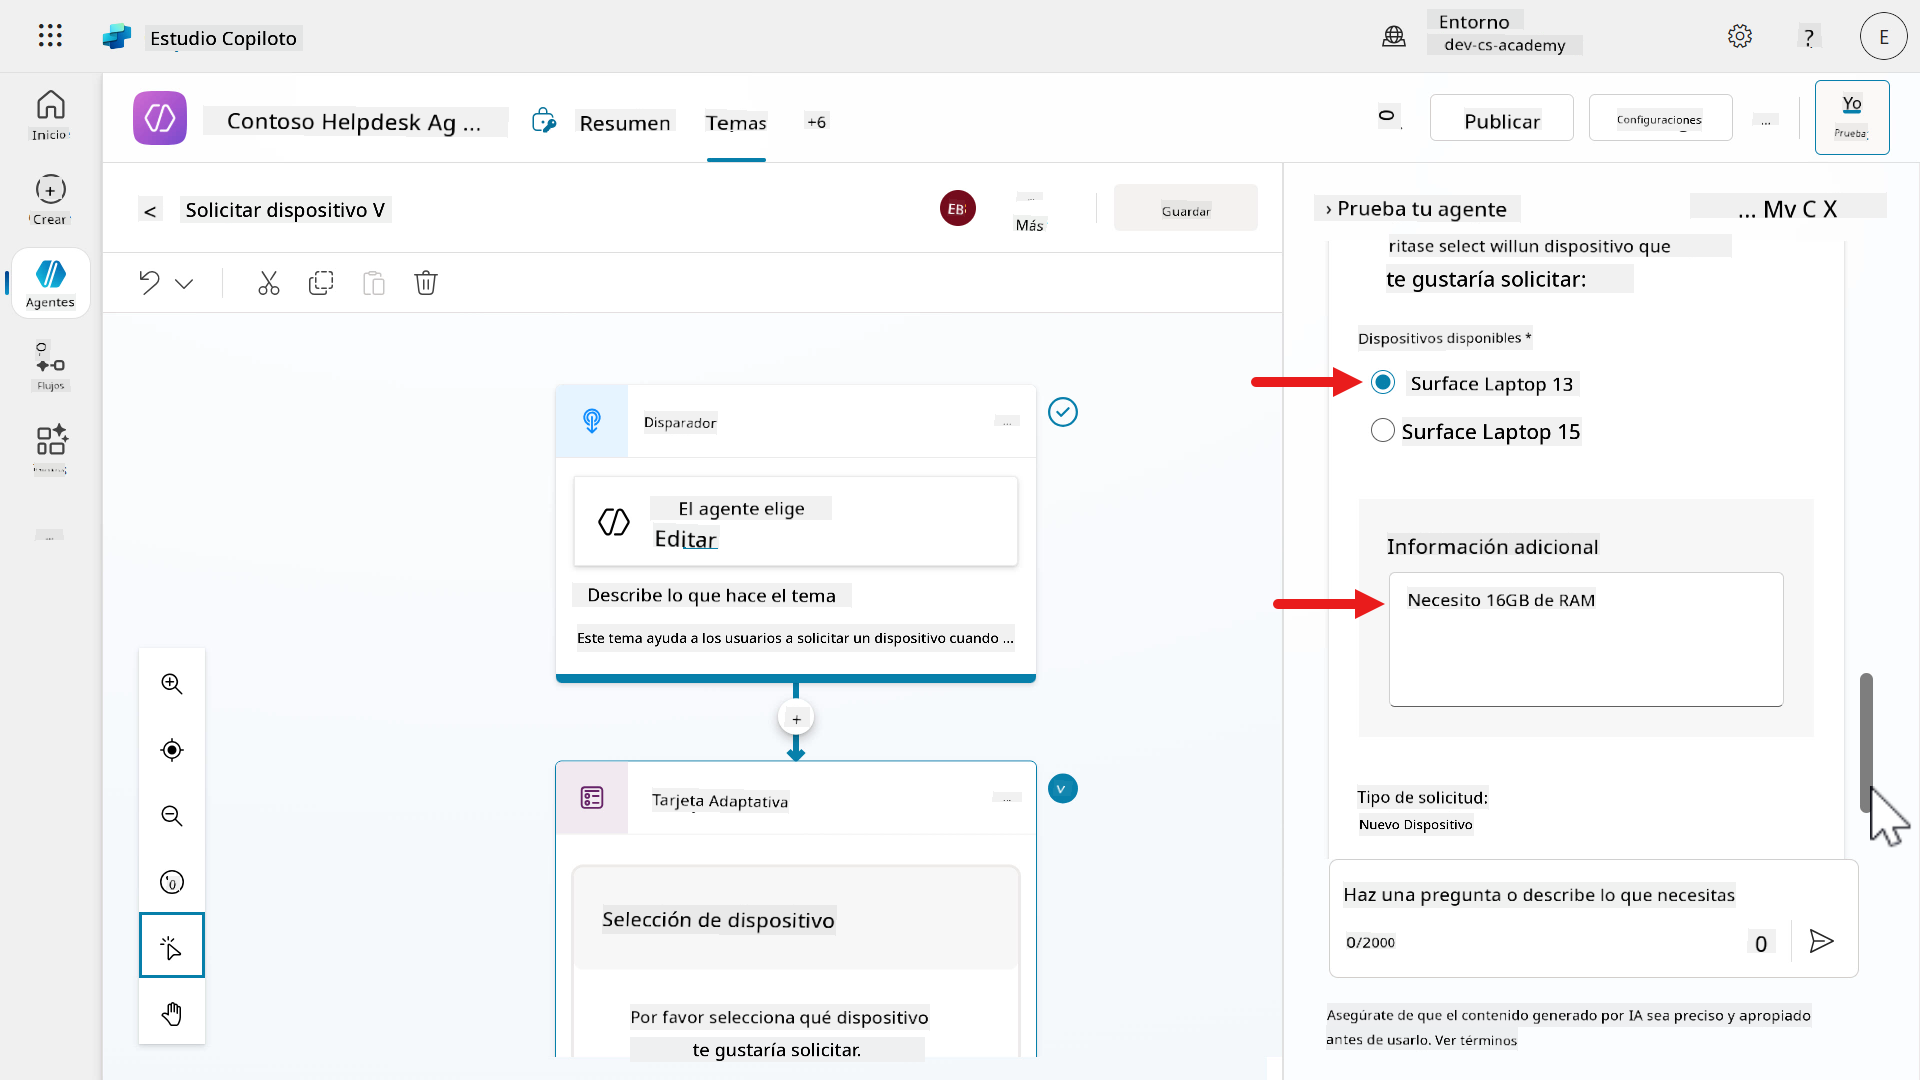 Estudio Copiloto
Entorno
dev-cs-academy
?
E
Inicio
Crear
Agentes
Flujos
Contoso Helpdesk Ag ...
Resumen
Temas
+6
Publicar
Configuraciones
...
Yo
Prueba
< Solicitar dispositivo V
EB
...
Más
Guardar
Disparador
...
El agente elige
Editar
Describe lo que hace el tema
Este tema ayuda a los usuarios a solicitar un dispositivo cuando ...
+
Tarjeta Adaptativa
...
v
Selección de dispositivo
Por favor selecciona qué dispositivo
te gustaría solicitar.
› Prueba tu agente
... Mv C X
ritase select willun dispositivo que
te gustaría solicitar:
Dispositivos disponibles *
Surface Laptop 13
Surface Laptop 15
Información adicional
Necesito 16GB de RAM
Tipo de solicitud:
Nuevo Dispositivo
Haz una pregunta o describe lo que necesitas
0/2000
0
Asegúrate de que el contenido generado por IA sea preciso y apropiado
antes de usarlo. Ver términos